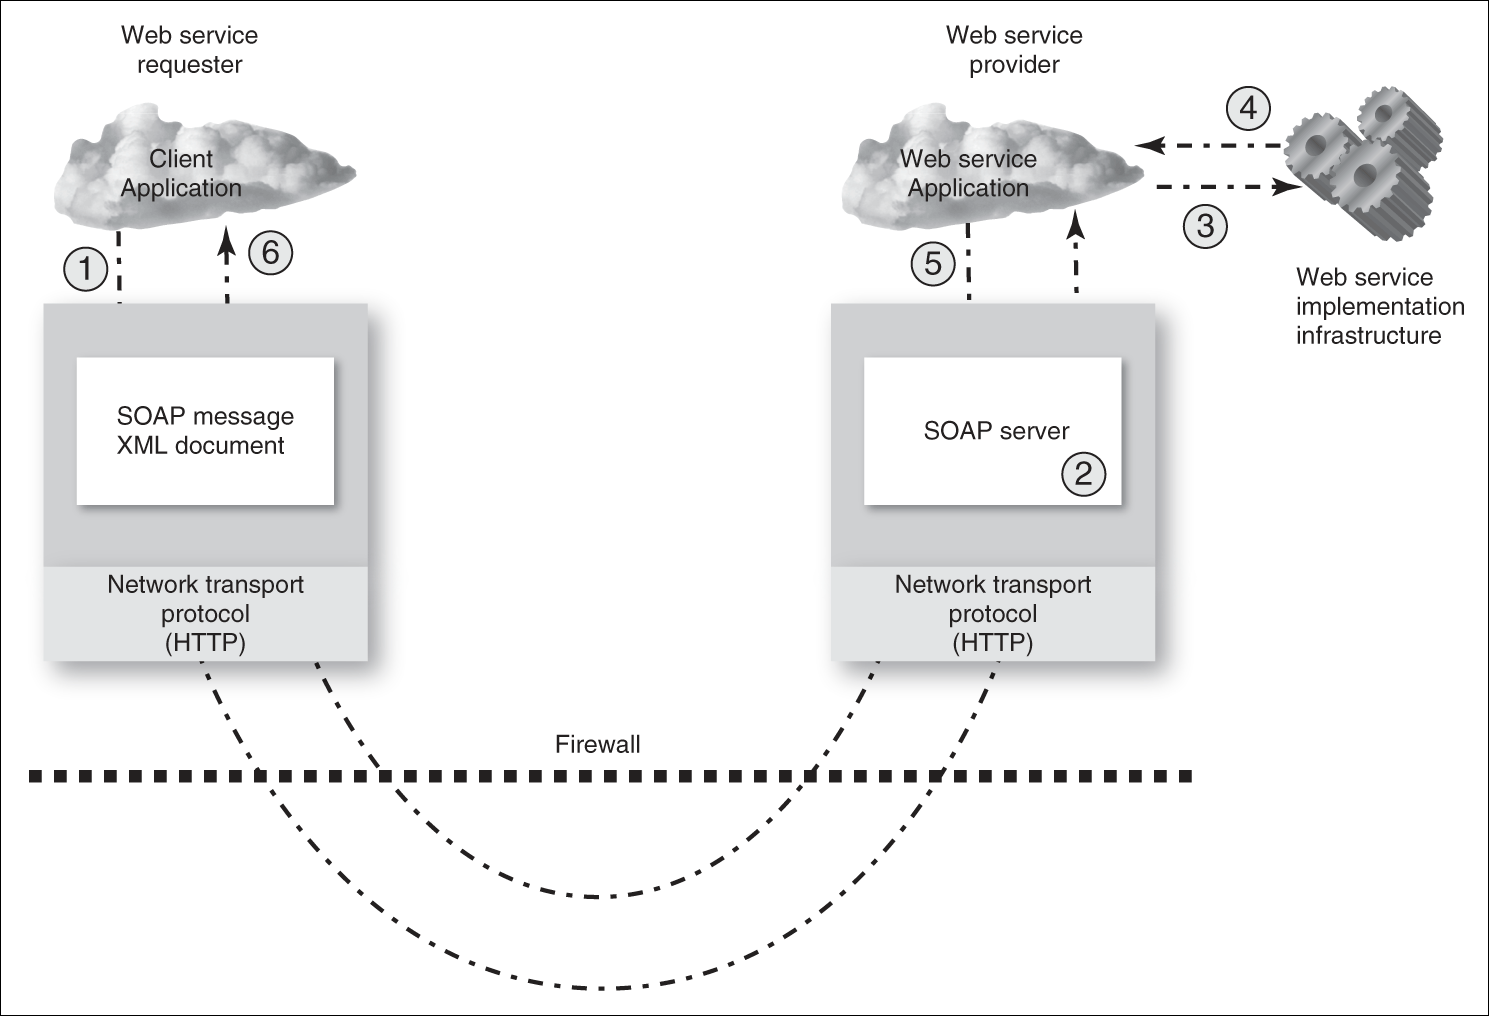 Web service
requester
Web service
provider
Client
Application
Web service
Application
4
3
1
6
5
Web service
implementation
infrastructure
SOAP message
XML document
SOAP server
2
Network transport
protocol
(HTTP)
Network transport
protocol
(HTTP)
Firewall